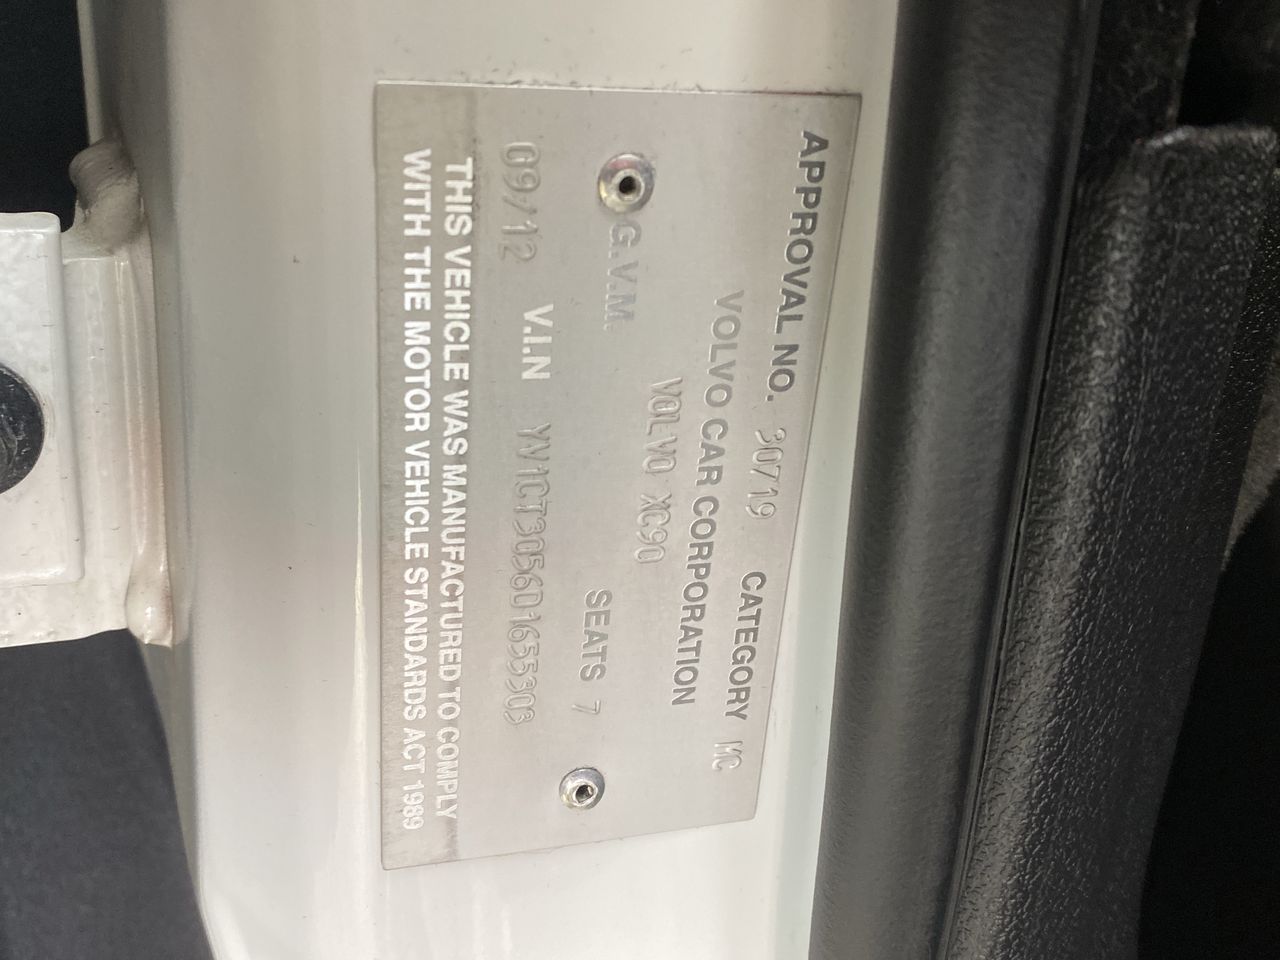 APPROVAL NO. 30719 CATEGORY MC
VOLVO CAR CORPORATION
VOLVO XC90
G.V.M. SEATS 7
09/12 V.I.N YV1CT3056D1655303
THIS VEHICLE WAS MANUFACTURED TO COMPLY
WITH THE MOTOR VEHICLE STANDARDS ACT 1989